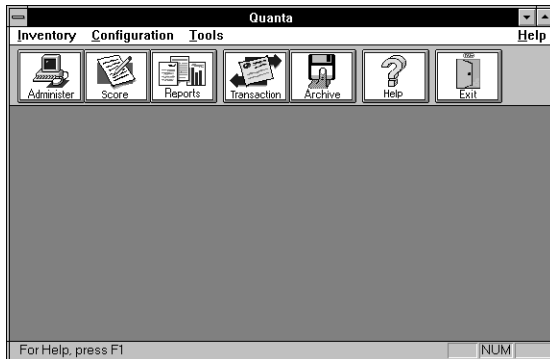 Quanta
Inventory Configuration Tools Help
Administer Score Reports Transaction Archive Help Exit
For Help, press F1 NUM